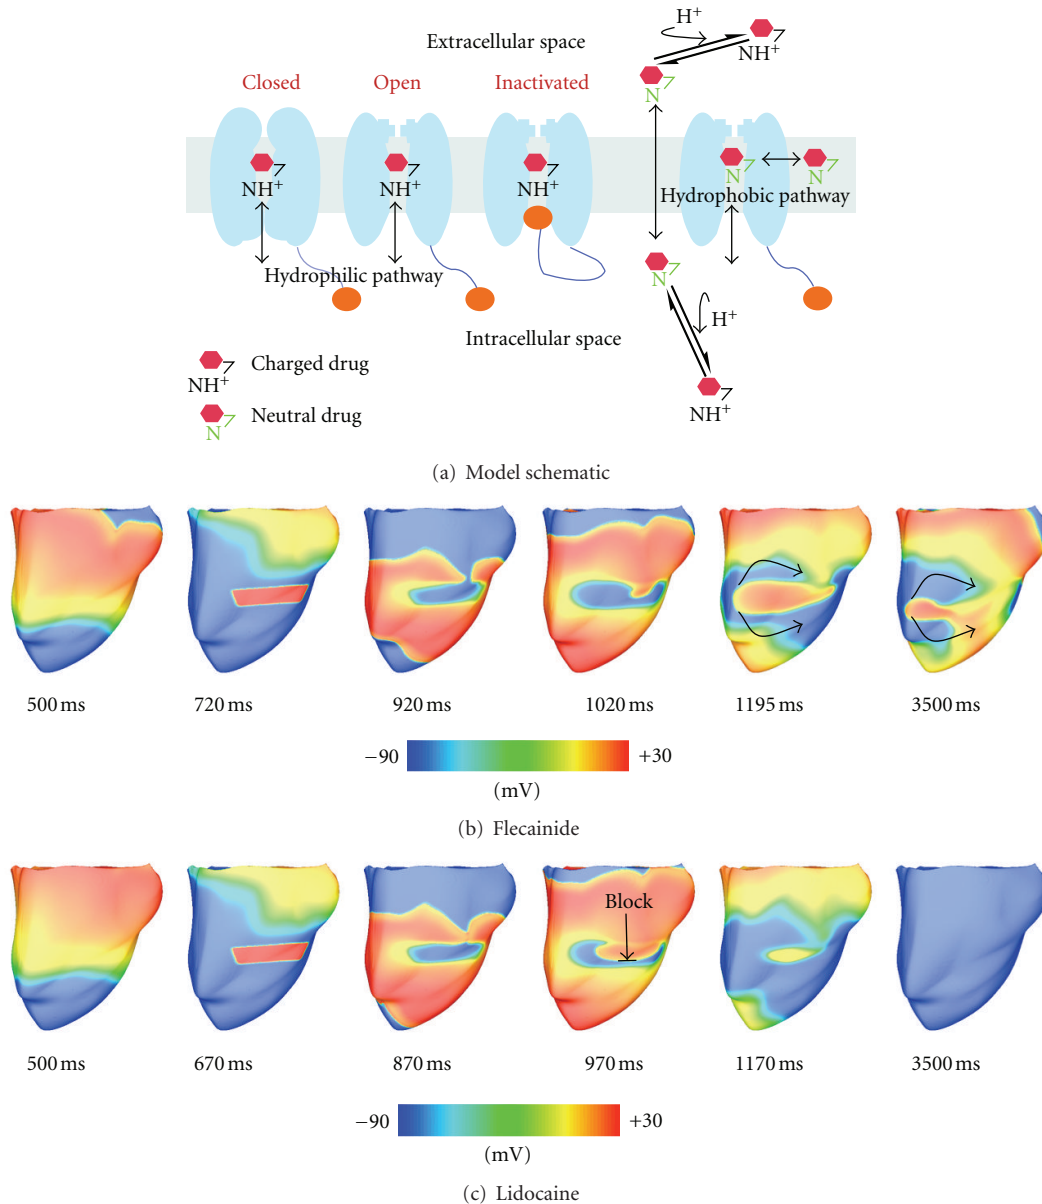 Extracellular space
H+
NH+
N
Closed
Open
Inactivated
NH+
NH+
NH+
N
N
Hydrophobic pathway
Hydrophilic pathway
N
H+
Intracellular space
NH+
NH+
Charged drug
N
Neutral drug
(a) Model schematic
500 ms
720 ms
920 ms
1020 ms
1195 ms
3500 ms
−90
+30
(mV)
(b) Flecainide
Block
500 ms
670 ms
870 ms
970 ms
1170 ms
3500 ms
−90
+30
(mV)
(c) Lidocaine